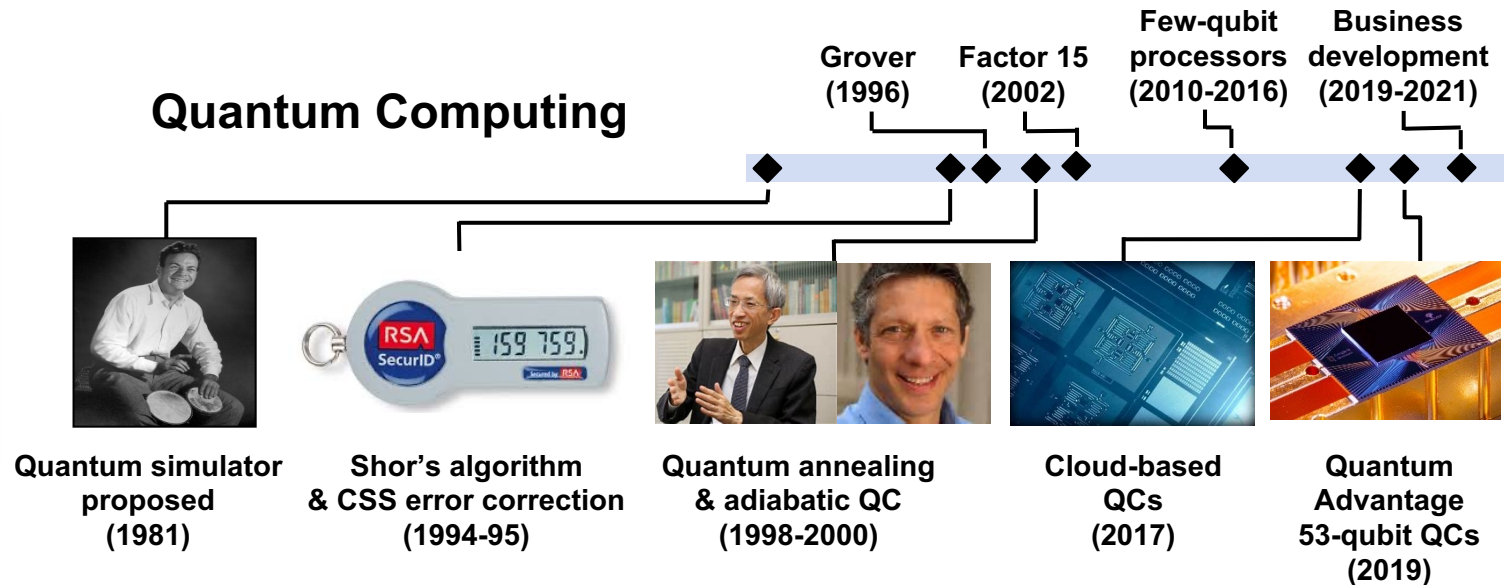 Quantum Computing
Grover
(1996)
Factor 15
(2002)
Few-qubit
processors
(2010-2016)
Business
development
(2019-2021)
RSA
SecurID®
159 759
Secured by RSA
Quantum simulator
proposed
(1981)
Shor’s algorithm
& CSS error correction
(1994-95)
Quantum annealing
& adiabatic QC
(1998-2000)
Cloud-based
QCs
(2017)
Quantum
Advantage
53-qubit QCs
(2019)